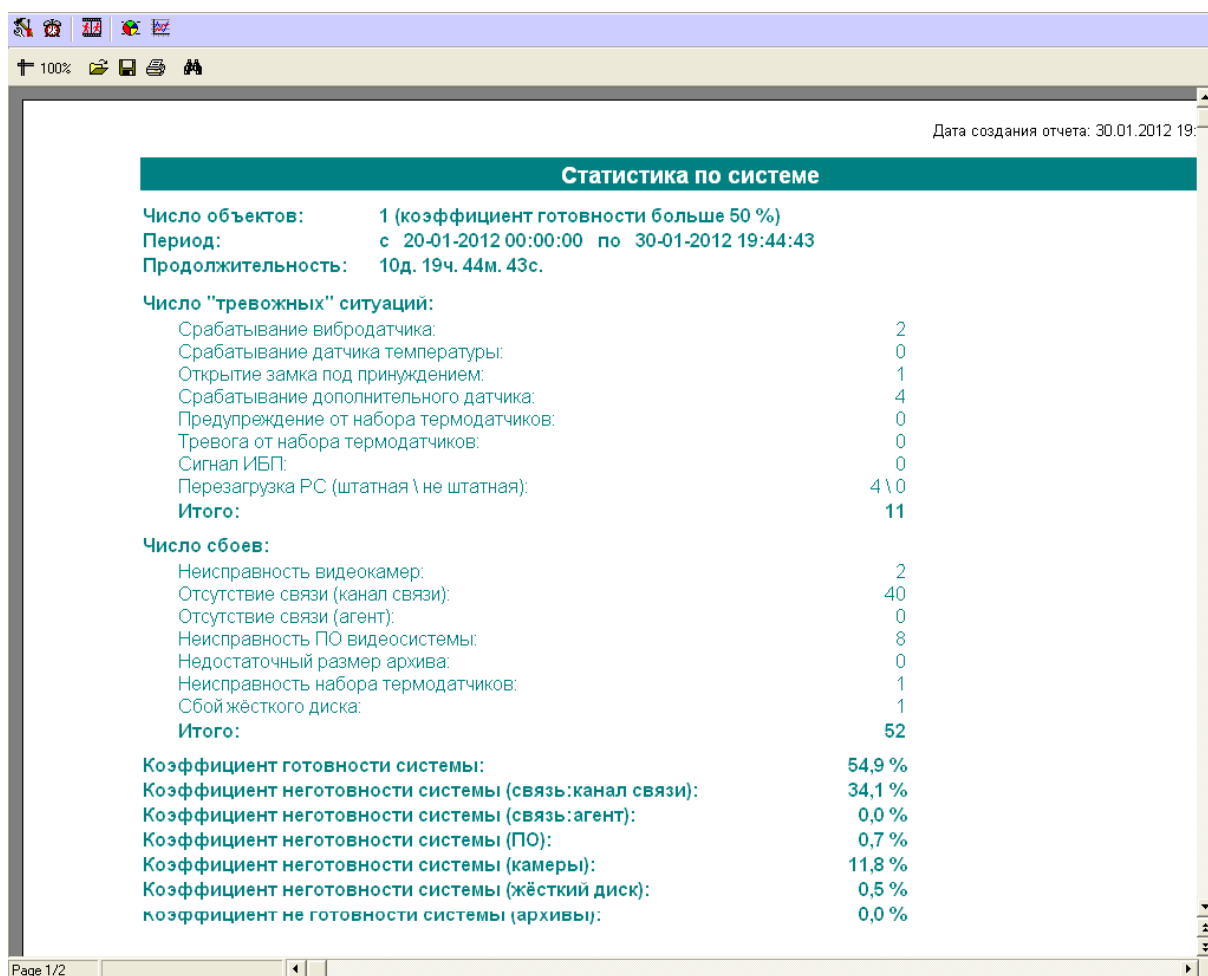 100%
Дата создания отчета: 30.01.2012 19:
Статистика по системе
Число объектов: 1 (коэффициент готовности больше 50 %)
Период: с 20-01-2012 00:00:00 по 30-01-2012 19:44:43
Продолжительность: 10д. 19ч. 44м. 43с.
Число "тревожных" ситуаций:
Срабатывание вибродатчика: 2
Срабатывание датчика температуры: 0
Открытие замка под принуждением: 1
Срабатывание дополнительного датчика: 4
Предупреждение от набора термодатчиков: 0
Тревога от набора термодатчиков: 0
Сигнал ИБП: 0
Перезагрузка РС (штатная \ не штатная): 4 \ 0
Итого: 11
Число сбоев:
Неисправность видеокамер: 2
Отсутствие связи (канал связи): 40
Отсутствие связи (агент): 0
Неисправность ПО видеосистемы: 8
Недостаточный размер архива: 0
Неисправность набора термодатчиков: 1
Сбой жёсткого диска: 1
Итого: 52
Коэффициент готовности системы: 54,9 %
Коэффициент неготовности системы (связь:канал связи): 34,1 %
Коэффициент неготовности системы (связь:агент): 0,0 %
Коэффициент неготовности системы (ПО): 0,7 %
Коэффициент неготовности системы (камеры): 11,8 %
Коэффициент неготовности системы (жёсткий диск): 0,5 %
Коэффициент не готовности системы (архивы): 0,0 %
Page 1/2